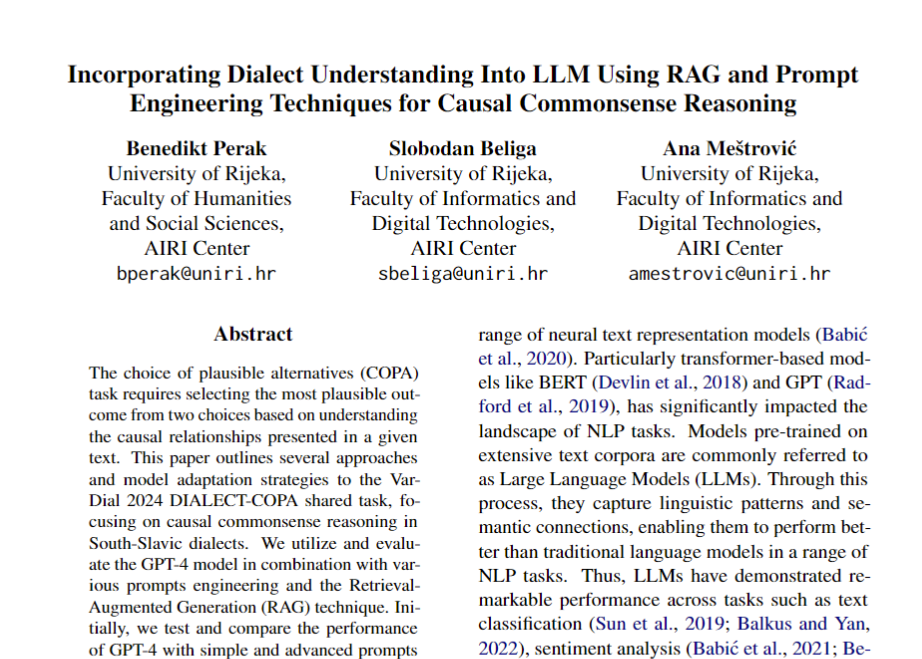 Incorporating Dialect Understanding Into LLM Using RAG and Prompt
Engineering Techniques for Causal Commonsense Reasoning
Benedikt Perak
University of Rijeka,
Faculty of Humanities
and Social Sciences,
AIRI Center
bperak@uniri.hr
Slobodan Beliga
University of Rijeka,
Faculty of Informatics and
Digital Technologies,
AIRI Center
sbeliga@uniri.hr
Ana Meštrović
University of Rijeka,
Faculty of Informatics and
Digital Technologies,
AIRI Center
amestrovic@uniri.hr
Abstract
The choice of plausible alternatives (COPA)
task requires selecting the most plausible out-
come from two choices based on understanding
the causal relationships presented in a given
text. This paper outlines several approaches
and model adaptation strategies to the Var-
Dial 2024 DIALECT-COPA shared task, fo-
cusing on causal commonsense reasoning in
South-Slavic dialects. We utilize and evalu-
ate the GPT-4 model in combination with var-
ious prompts engineering and the Retrieval-
Augmented Generation (RAG) technique. Ini-
tially, we test and compare the performance
of GPT-4 with simple and advanced prompts
range of neural text representation models (Babić
et al., 2020). Particularly transformer-based mod-
els like BERT (Devlin et al., 2018) and GPT (Rad-
ford et al., 2019), has significantly impacted the
landscape of NLP tasks. Models pre-trained on
extensive text corpora are commonly referred to
as Large Language Models (LLMs). Through this
process, they capture linguistic patterns and se-
mantic connections, enabling them to perform bet-
ter than traditional language models in a range of
NLP tasks. Thus, LLMs have demonstrated re-
markable performance across tasks such as text
classification (Sun et al., 2019; Balkus and Yan,
2022), sentiment analysis (Babić et al., 2021; Be-